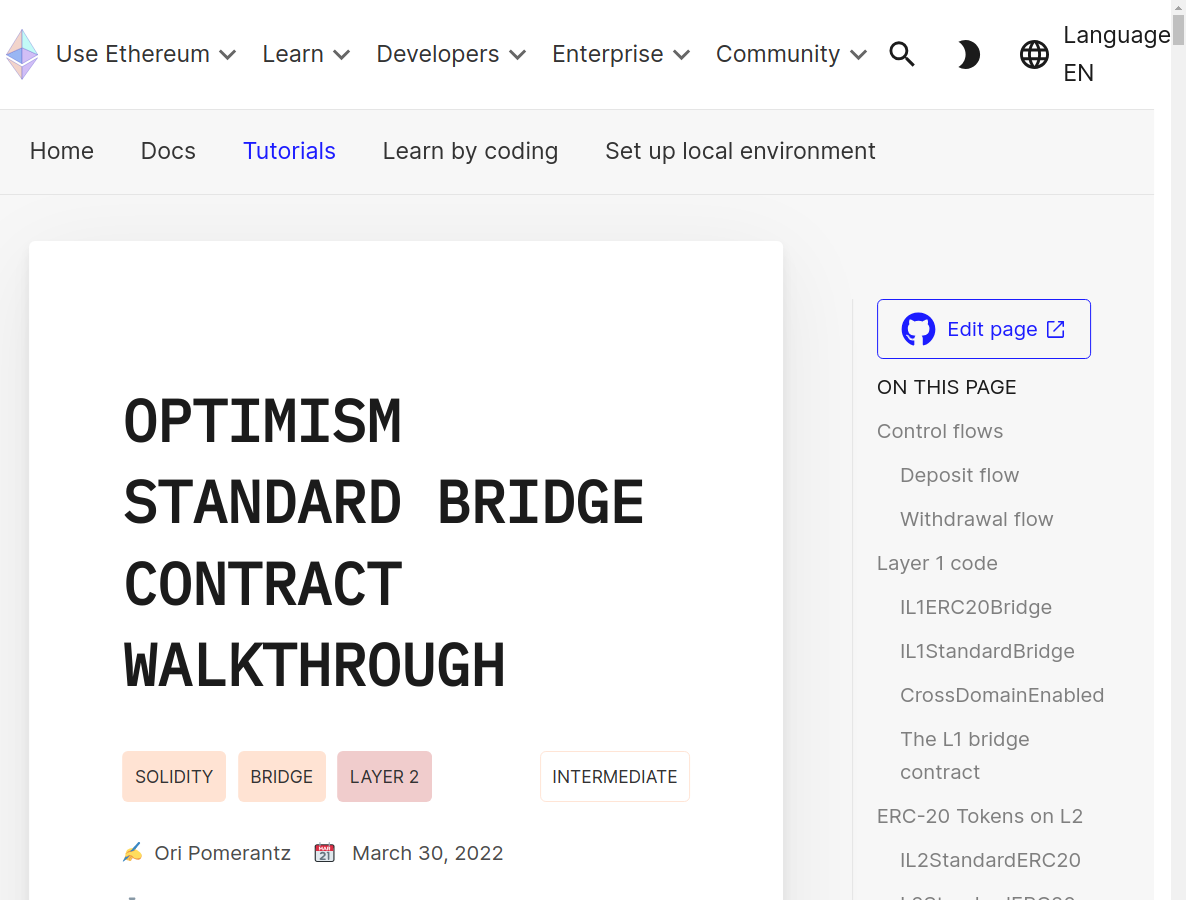 Use Ethereum
Learn
Developers
Enterprise
Community
Language
EN
Home
Docs
Tutorials
Learn by coding
Set up local environment
OPTIMISM
STANDARD BRIDGE
CONTRACT
WALKTHROUGH
SOLIDITY
BRIDGE
LAYER 2
INTERMEDIATE
Ori Pomerantz
March 30, 2022
Edit page
ON THIS PAGE
Control flows
Deposit flow
Withdrawal flow
Layer 1 code
IL1ERC20Bridge
IL1StandardBridge
CrossDomainEnabled
The L1 bridge
contract
ERC-20 Tokens on L2
IL2StandardERC20